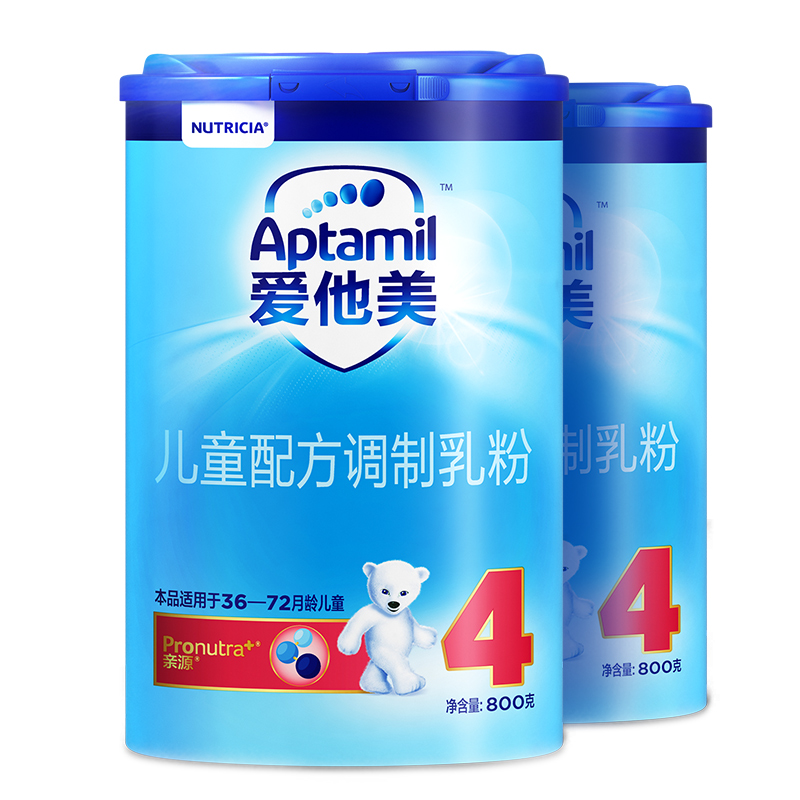 NUTRICIA®
™
Aptamil
爱他美
儿童配方调制乳粉
本品适用于36—72月龄儿童
Pronutra+®
亲源®
4
净含量: 800克
™
mil
美
制乳粉
4
净含量: 800克